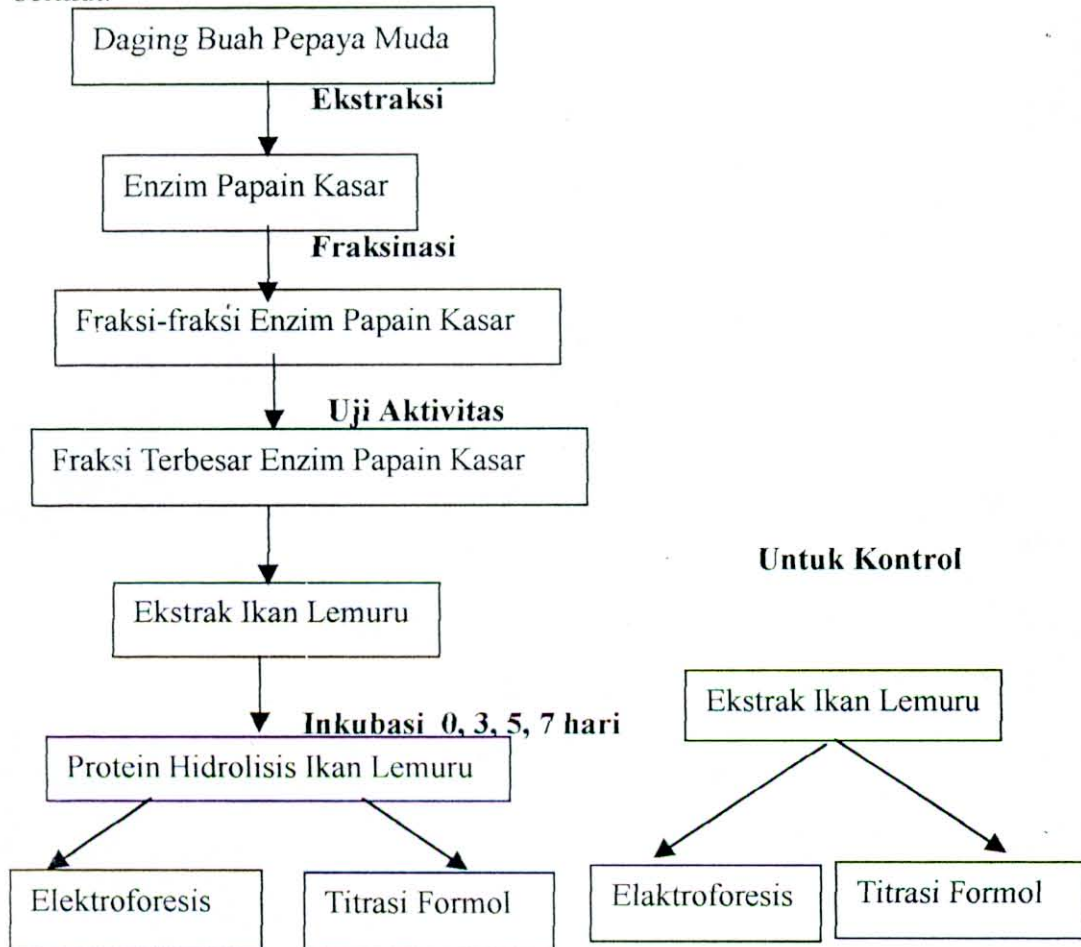 Daging Buah Pepaya Muda
Ekstraksi
Enzim Papain Kasar
Fraksinasi
Fraksi-fraksi Enzim Papain Kasar
Uji Aktivitas
Fraksi Terbesar Enzim Papain Kasar
Ekstrak Ikan Lemuru
Inkubasi 0, 3, 5, 7 hari
Protein Hidrolisis Ikan Lemuru
Elektroforesis
Titrasi Formol
Untuk Kontrol
Ekstrak Ikan Lemuru
Elaktroforesis
Titrasi Formol